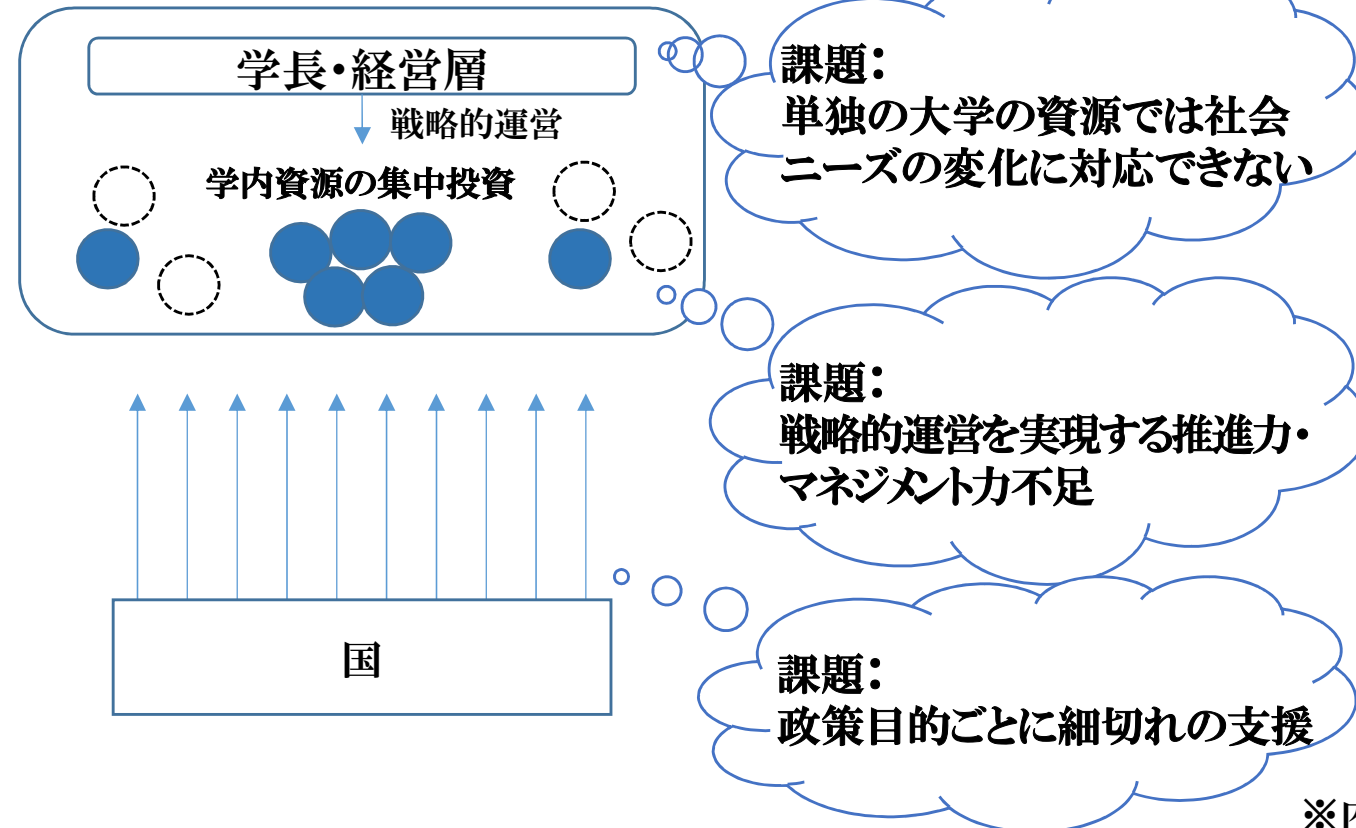 学長・経営層
戦略的運営
学内資源の集中投資
国
課題：
単独の大学の資源では社会
ニーズの変化に対応できない
課題：
戦略的運営を実現する推進力・
マネジメント力不足
課題：
政策目的ごとに細切れの支援
※